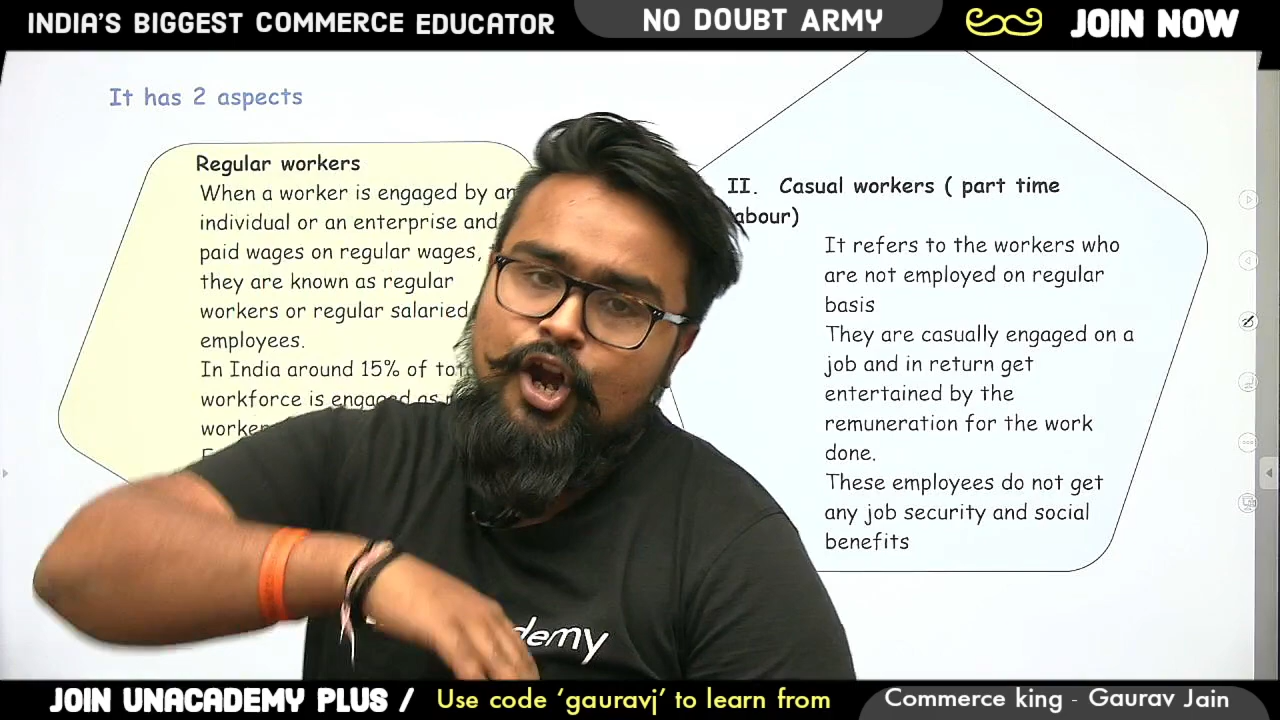 INDIA'S BIGGEST COMMERCE EDUCATOR
NO DOUBT ARMY
JOIN NOW
It has 2 aspects
Regular workers
When a worker is engaged by an
individual or an enterprise and
paid wages on regular wages,
they are known as regular
workers or regular salaried
employees.
In India around 15% of
workforce is engaged as
II. Casual workers ( part time
labour)
It refers to the workers who
are not employed on regular
basis
They are casually engaged on a
job and in return get
entertained by the
remuneration for the work
done.
These employees do not get
any job security and social
benefits
JOIN UNACADEMY PLUS / Use code 'gauravj' to learn from
Commerce king - Gaurav Jain